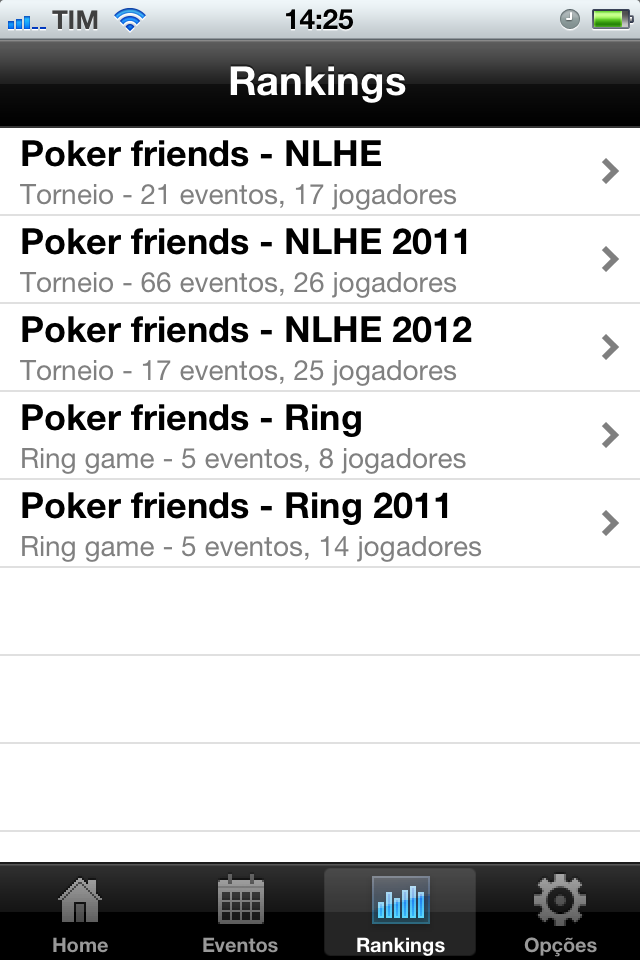 TIM 14:25
Rankings
Poker friends - NLHE
Torneio - 21 eventos, 17 jogadores
Poker friends - NLHE 2011
Torneio - 66 eventos, 26 jogadores
Poker friends - NLHE 2012
Torneio - 17 eventos, 25 jogadores
Poker friends - Ring
Ring game - 5 eventos, 8 jogadores
Poker friends - Ring 2011
Ring game - 5 eventos, 14 jogadores
Home Eventos Rankings Opções